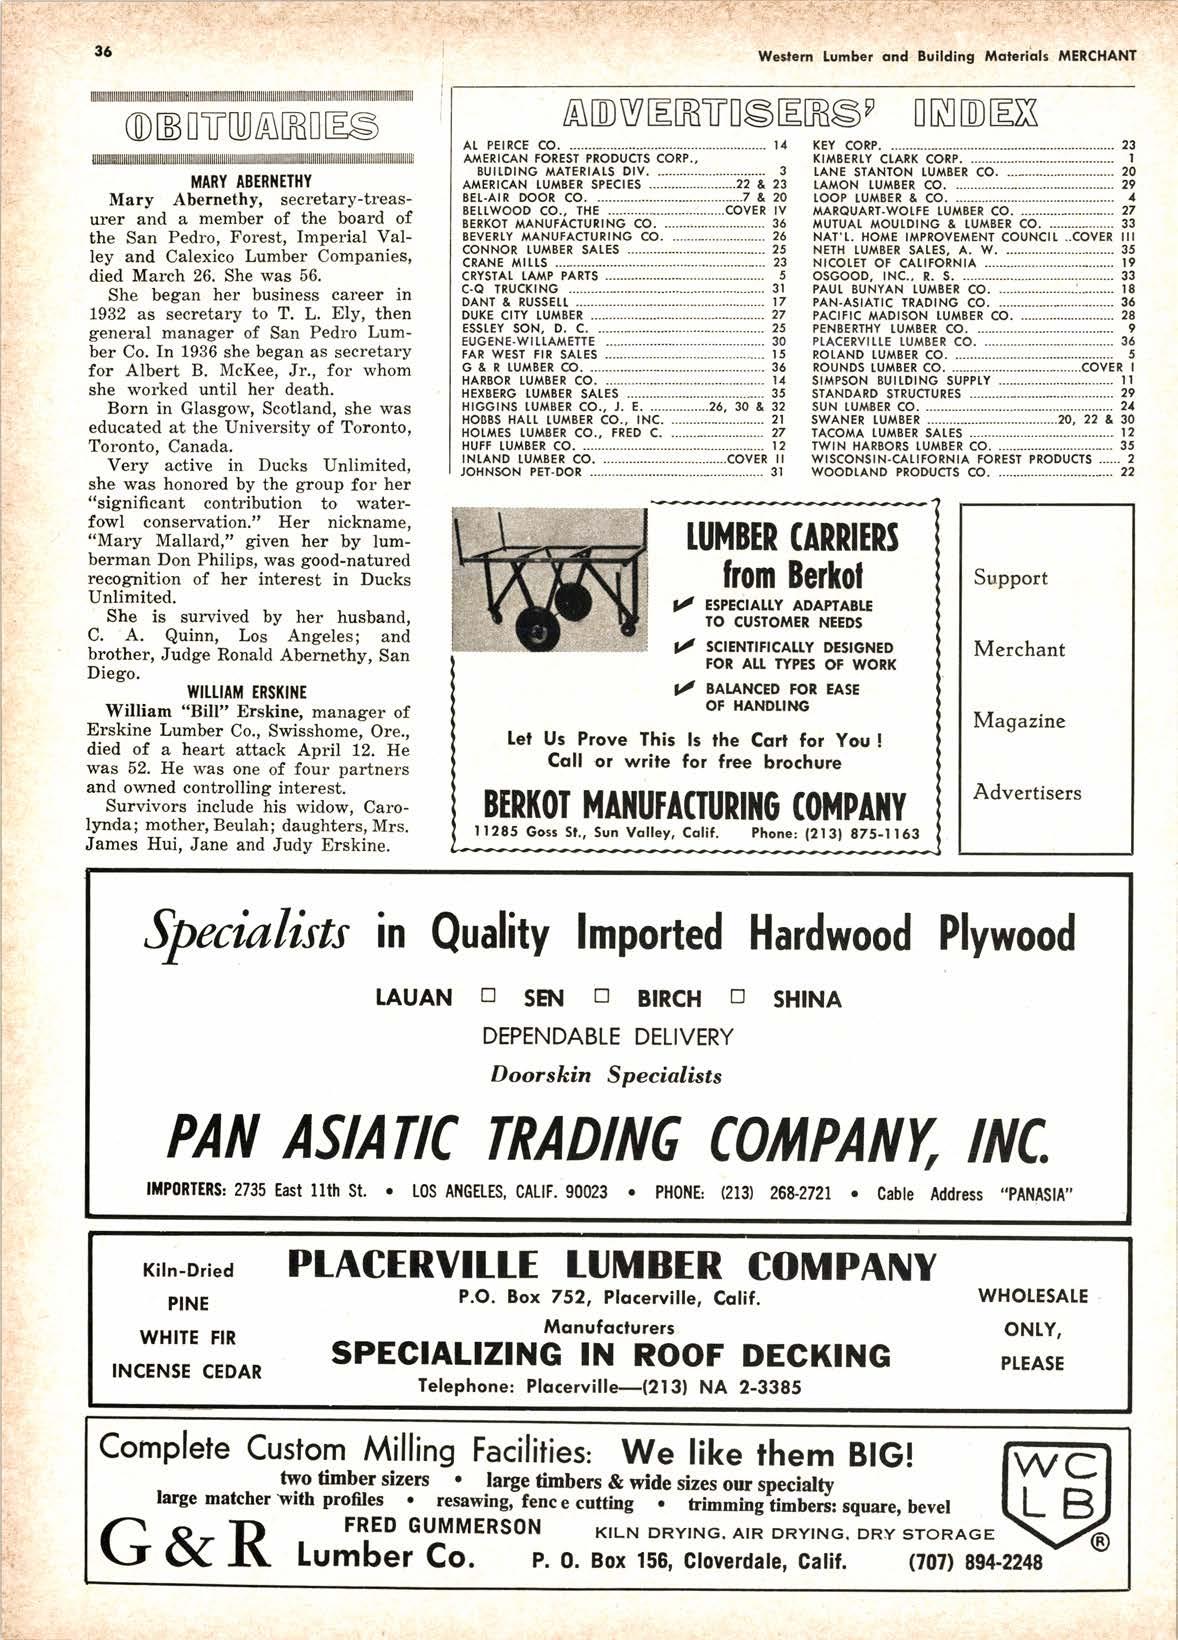 36
Western Lumber and Building Materials MERCHANT
OBITUARIES
MARY ABERNETHY
Mary Abernethy, secretary-treas-
urer and a member of the board of
the San Pedro, Forest, Imperial Val-
ley and Calexico Lumber Companies,
died March 26. She was 56.
She began her business career in
1932 as secretary to T. L. Ely, then
general manager of San Pedro Lum-
ber Co. In 1936 she began as secretary
for Albert B. McKee, Jr., for whom
she worked until her death.
Born in Glasgow, Scotland, she was
educated at the University of Toronto,
Toronto, Canada.
Very active in Ducks Unlimited,
she was honored by the group for her
"significant contribution to water-
fowl conservation." Her nickname,
"Mary Mallard," given her by lum-
berman Don Philips, was good-natured
recognition of her interest in Ducks
Unlimited.
She is survived by her husband,
C. A. Quinn, Los Angeles; and
brother, Judge Ronald Abernethy, San
Diego.
WILLIAM ERSKINE
William "Bill" Erskine, manager of
Erskine Lumber Co., Swisshome, Ore.,
died of a heart attack April 12. He
was 52. He was one of four partners
and owned controlling interest.
Survivors include his widow, Caro-
lynda; mother, Beulah; daughters, Mrs.
James Hui, Jane and Judy Erskine.
ADVERTISERS' INDEX
AL PEIRCE CO. 14
AMERICAN FOREST PRODUCTS CORP.,
BUILDING MATERIALS DIV. 3
AMERICAN LUMBER SPECIES 22 & 23
BEL-AIR DOOR CO. 7 & 20
BELLWOOD CO., THE COVER IV
BERKOT MANUFACTURING CO. 36
BEVERLY MANUFACTURING CO. 26
CONNOR LUMBER SALES 25
CRANE MILLS 23
CRYSTAL LAMP PARTS 5
C-Q TRUCKING 31
DANT & RUSSELL 17
DUKE CITY LUMBER 27
ESSLEY SON, D. C. 25
EUGENE-WILLAMETTE 30
FAR WEST FIR SALES 15
G & R LUMBER CO. 36
HARBOR LUMBER CO. 14
HEXBERG LUMBER SALES 35
HIGGINS LUMBER CO., J. E. 26, 30 & 32
HOBBS HALL LUMBER CO., INC. 21
HOLMES LUMBER CO., FRED C. 27
HUFF LUMBER CO. 12
INLAND LUMBER CO. COVER II
JOHNSON PET-DOR 31
KEY CORP. 23
KIMBERLY CLARK CORP. 1
LANE STANTON LUMBER CO. 20
LAMON LUMBER CO. 29
LOOP LUMBER & CO. 4
MARQUART-WOLFE LUMBER CO. 27
MUTUAL MOULDING & LUMBER CO. 33
NAT'L. HOME IMPROVEMENT COUNCIL ..COVER III
NETH LUMBER SALES, A. W. 35
NICOLET OF CALIFORNIA 19
OSGOOD, INC., R. S. 33
PAUL BUNYAN LUMBER CO. 18
PAN-ASIATIC TRADING CO. 36
PACIFIC MADISON LUMBER CO. 28
PENBERTHY LUMBER CO. 9
PLACERVILLE LUMBER CO. 36
ROLAND LUMBER CO. 5
ROUNDS LUMBER CO. COVER I
SIMPSON BUILDING SUPPLY 11
STANDARD STRUCTURES 29
SUN LUMBER CO. 24
SWANER LUMBER 20, 22 & 30
TACOMA LUMBER SALES 12
TWIN HARBORS LUMBER CO. 35
WISCONSIN-CALIFORNIA FOREST PRODUCTS 2
WOODLAND PRODUCTS CO. 22
LUMBER CARRIERS
from Berkot
ESPECIALLY ADAPTABLE
TO CUSTOMER NEEDS
SCIENTIFICALLY DESIGNED
FOR ALL TYPES OF WORK
BALANCED FOR EASE
OF HANDLING
Let Us Prove This Is the Cart for You !
Call or write for free brochure
BERKOT MANUFACTURING COMPANY
11285 Goss St., Sun Valley, Calif. Phone: (213) 875-1163
Support
Merchant
Magazine
Advertisers
Specialists in Quality Imported Hardwood Plywood
LAUAN □ SEN □ BIRCH □ SHINA
DEPENDABLE DELIVERY
Doorskin Specialists
PAN ASIATIC TRADING COMPANY, INC.
IMPORTERS: 2735 East 11th St. • LOS ANGELES, CALIF. 90023 • PHONE: (213) 268-2721 • Cable Address "PANASIA"
Kiln-Dried
PINE
WHITE FIR
INCENSE CEDAR
PLACERVILLE LUMBER COMPANY
P.O. Box 752, Placerville, Calif.
Manufacturers
SPECIALIZING IN ROOF DECKING
Telephone: Placerville—(213) NA 2-3385
WHOLESALE
ONLY,
PLEASE
Complete Custom Milling Facilities: We like them BIG!
two timber sizers • large timbers & wide sizes our specialty
large matcher with profiles • resawing, fenc e cutting • trimming timbers: square, bevel
G & R Lumber Co.
FRED GUMMERSON
KILN DRYING, AIR DRYING, DRY STORAGE
P. O. Box 156, Cloverdale, Calif. (707) 894-2248
WC
LB
®